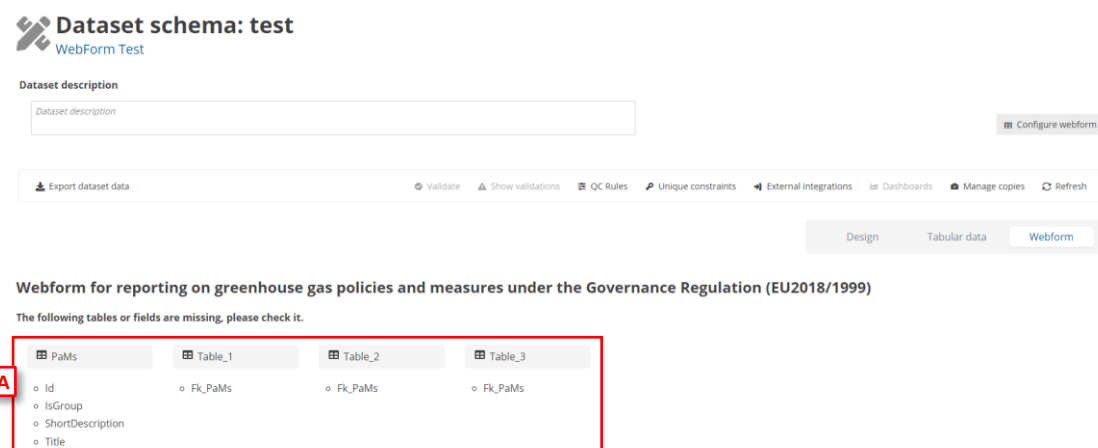 Dataset schema: test
WebForm Test
Dataset description
Dataset description
Configure webform
Export dataset data Validate Show validations QC Rules Unique constraints External integrations Dashboards Manage copies Refresh
Design Tabular data Webform
Webform for reporting on greenhouse gas policies and measures under the Governance Regulation (EU2018/1999)
The following tables or fields are missing, please check it.
PaMs Table_1 Table_2 Table_3
A
Id Fk_PaMs Fk_PaMs Fk_PaMs
IsGroup
ShortDescription
Title